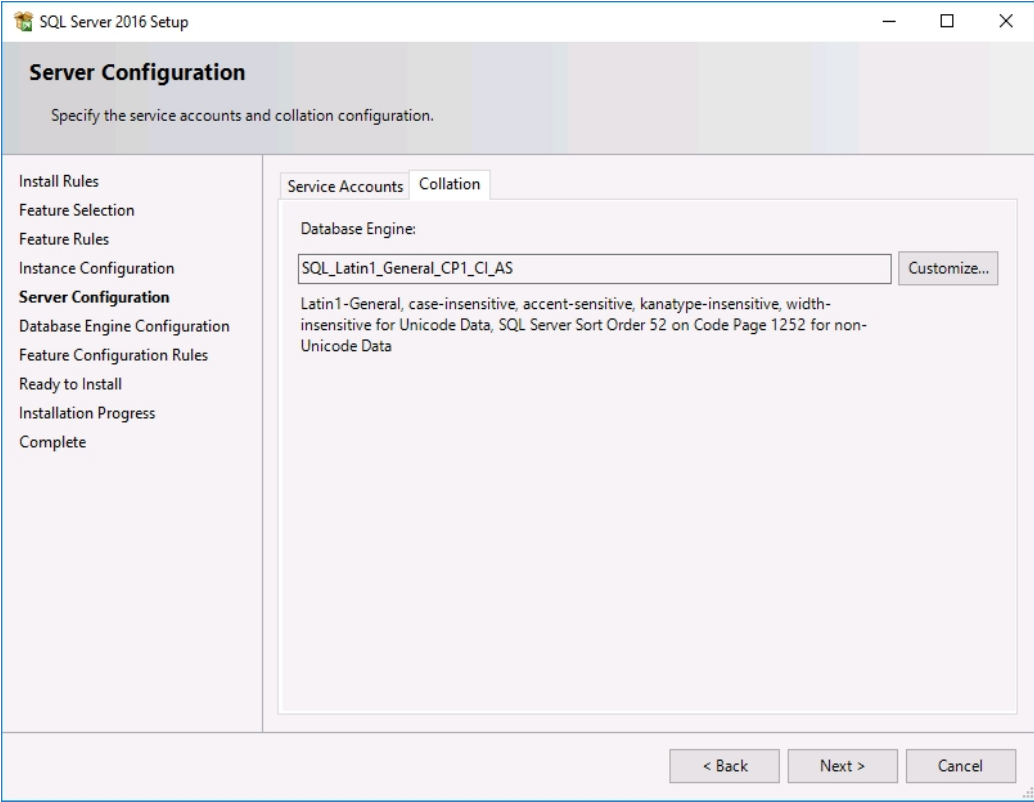 SQL Server 2016 Setup
Server Configuration
Specify the service accounts and collation configuration.
Install Rules
Feature Selection
Feature Rules
Instance Configuration
Server Configuration
Database Engine Configuration
Feature Configuration Rules
Ready to Install
Installation Progress
Complete
Service Accounts
Collation
Database Engine:
SQL_Latin1_General_CP1_CI_AS
Customize...
Latin1-General, case-insensitive, accent-sensitive, kanatype-insensitive, width-
insensitive for Unicode Data, SQL Server Sort Order 52 on Code Page 1252 for non-
Unicode Data
< Back
Next >
Cancel